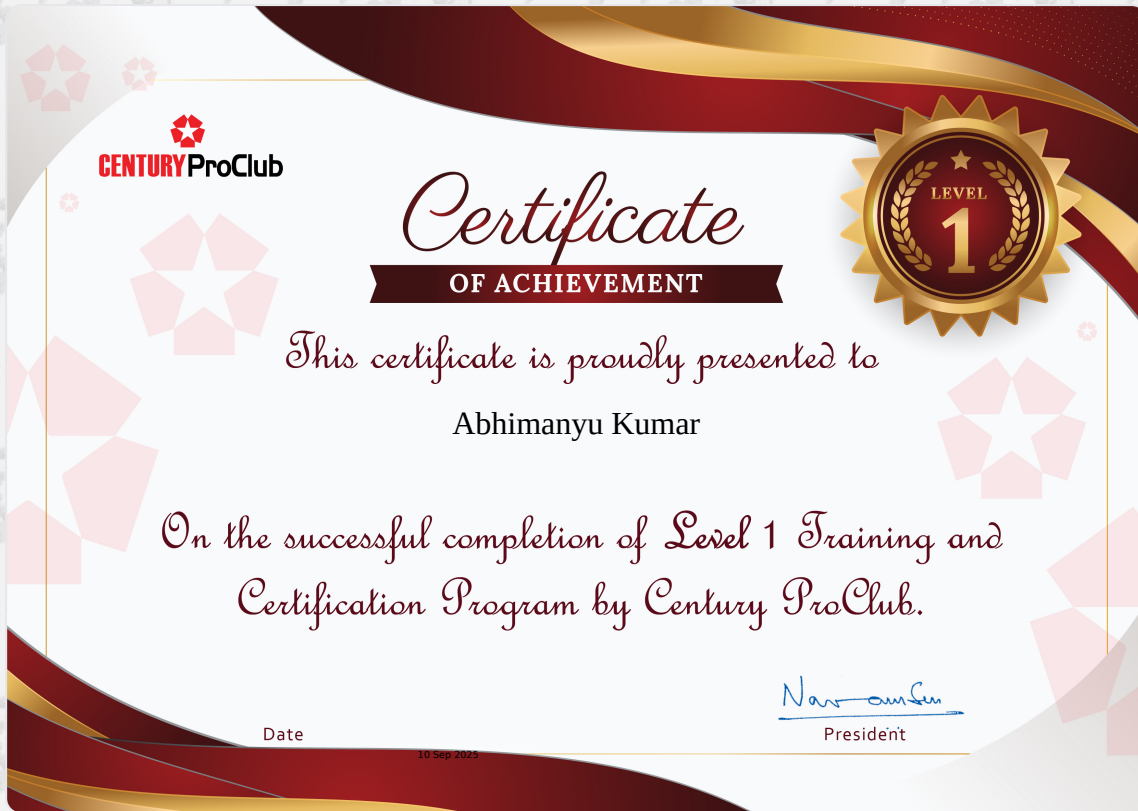 CENTURY ProClub
LEVEL
1
Certificate
OF ACHIEVEMENT
This certificate is proudly presented to
Abhimanyu Kumar
On the successful completion of Level 1 Training and
Certification Program by Century ProClub.
Date
President
10 Sep 2025